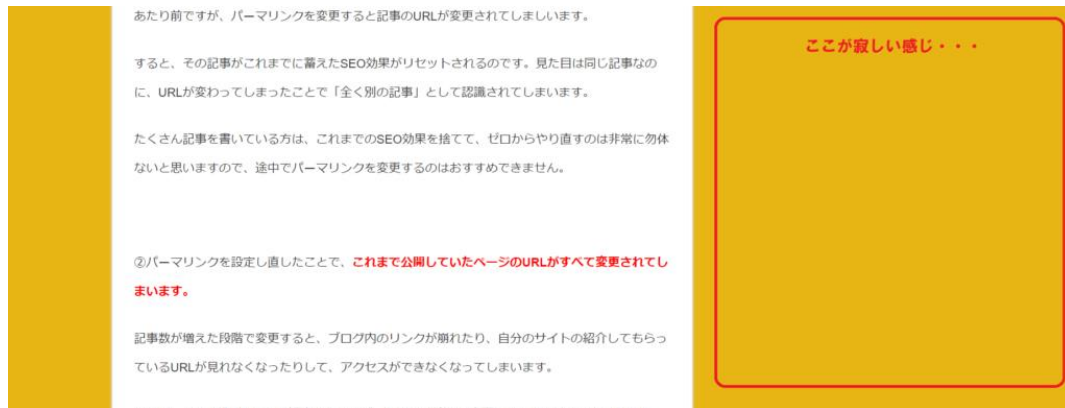 あたり前ですが、パーマリンクを変更すると記事のURLが変更されてしましいます。
すると、その記事がこれまでに蓄えたSEO効果がリセットされるのです。見た目は同じ記事なの
に、URLが変わってしまったことで「全く別の記事」として認識されてしまいます。
たくさん記事を書いている方は、これまでのSEO効果を捨てて、ゼロからやり直すのは非常に勿体
ないと思いますので、途中でパーマリンクを変更するのはおすすめできません。
②パーマリンクを設定し直したことで、これまで公開していたページのURLがすべて変更されてし
まいます。
記事数が増えた段階で変更すると、ブログ内のリンクが崩れたり、自分のサイトの紹介してもらっ
ているURLが見れなくなったりして、アクセスができなくなってしまいます。
ここが寂しい感じ・・・